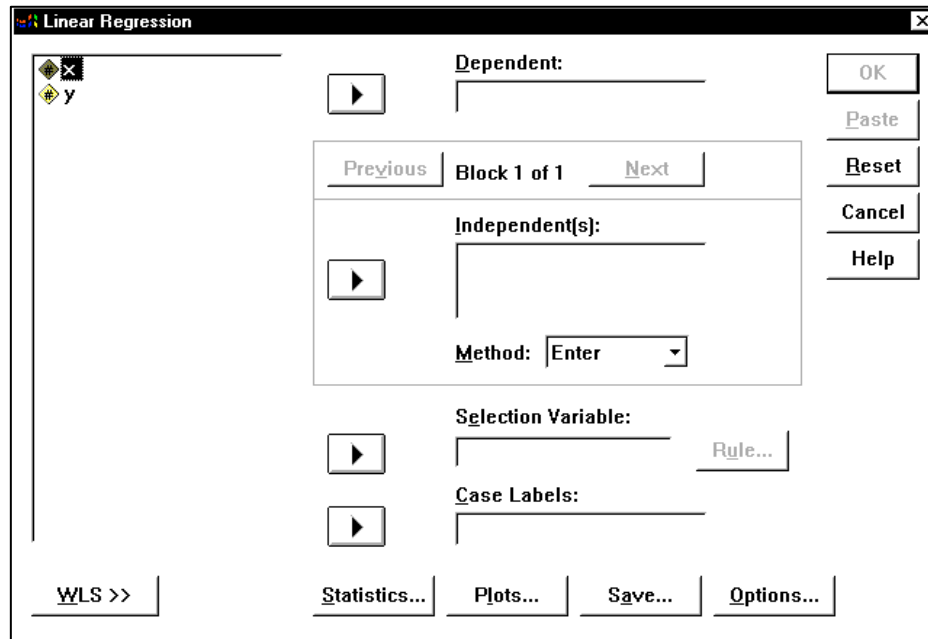 Linear Regression
x
y
Dependent:
OK
Paste
Previous
Block 1 of 1
Next
Reset
Independent(s):
Cancel
Help
Method:
Enter
Selection Variable:
Rule...
Case Labels:
WLS >>
Statistics...
Plots...
Save...
Options...